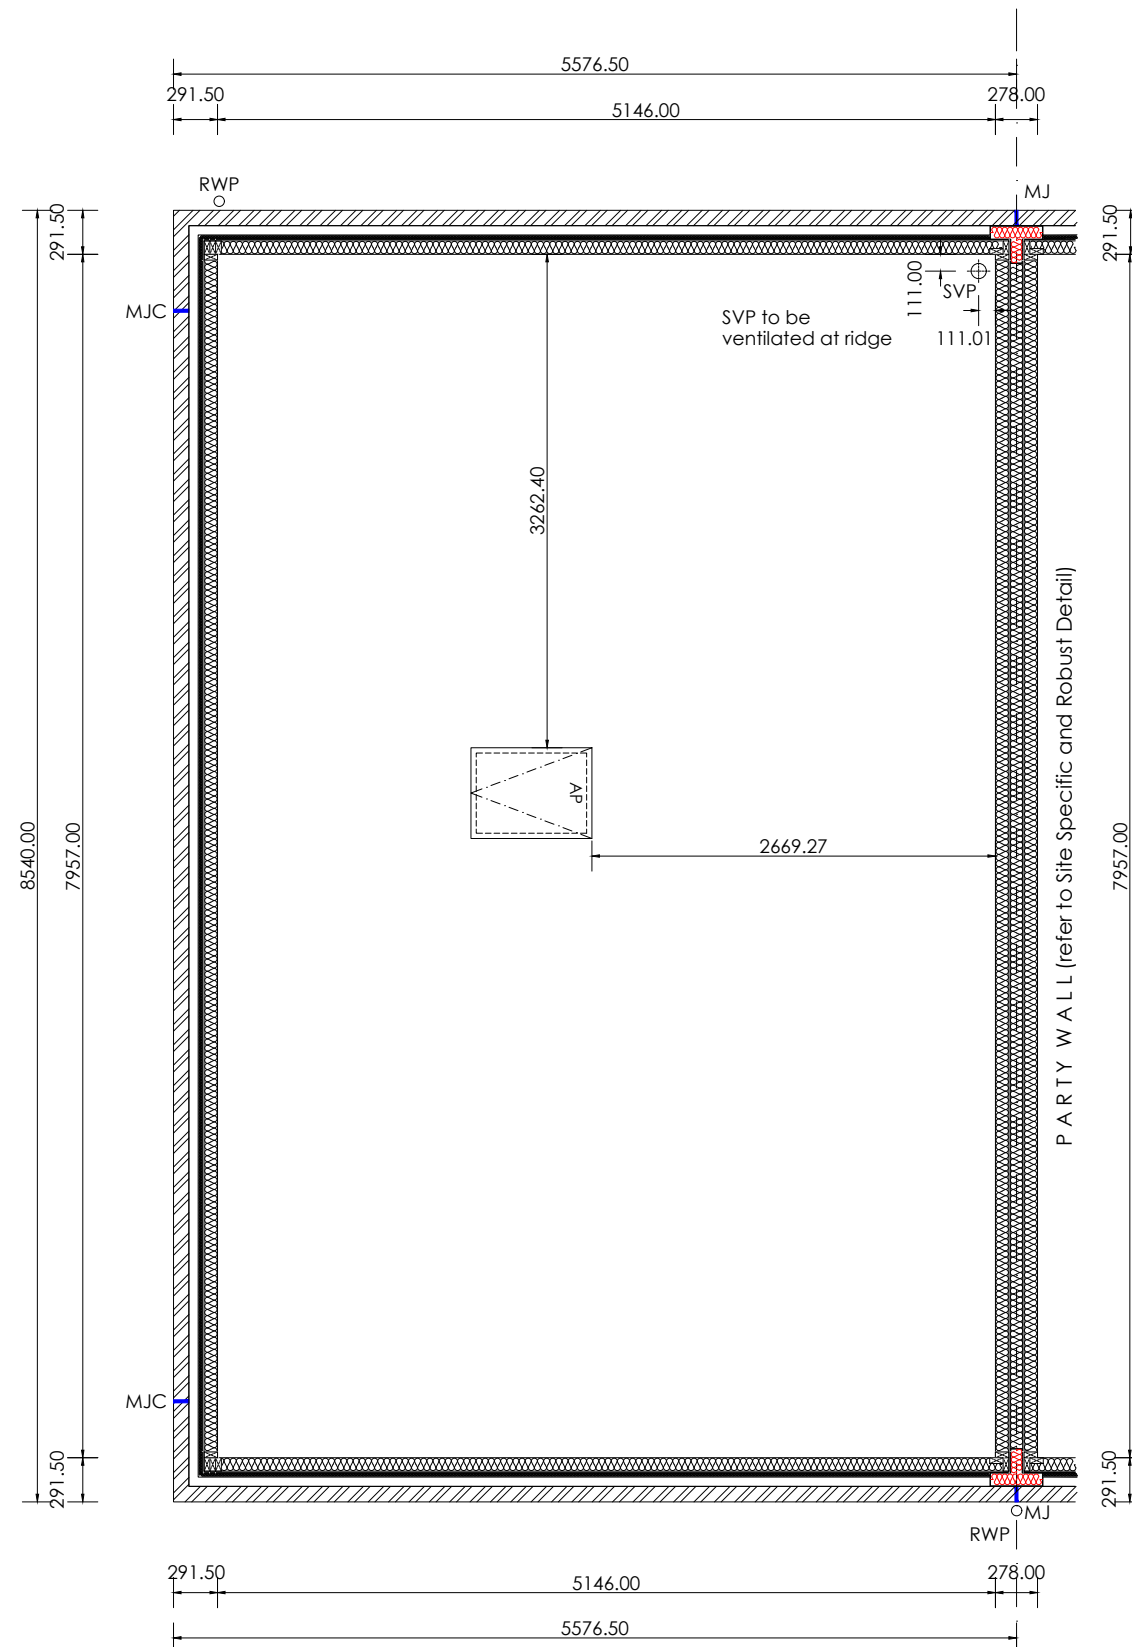 5576.50
291.50
278.00
5146.00
RWP
MJ
291.50
291.50
111.00
SVP
MJC
SVP to be
ventilated at ridge
111.01
3262.40
AP
2669.27
8540.00
7957.00
7957.00
PARTY WALL (refer to Site Specific and Robust Detail)
MJC
291.50
291.50
MJ
RWP
291.50
5146.00
278.00
5576.50